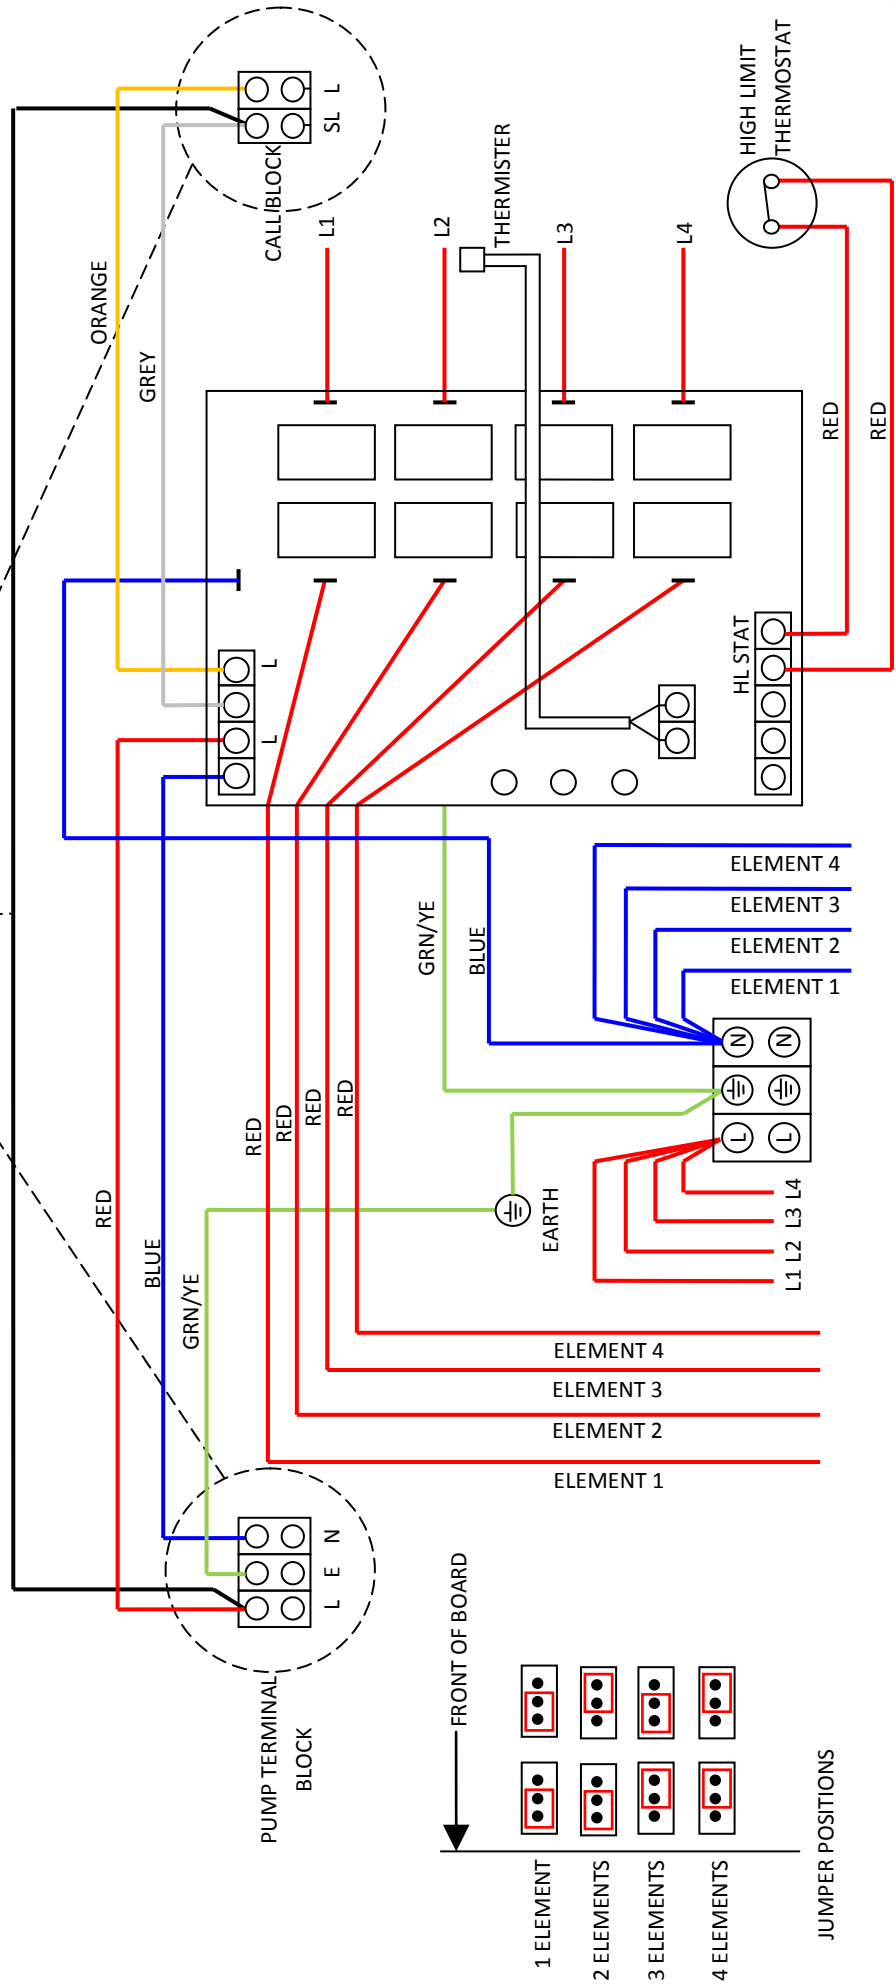 RED
ORANGE
GREY
BLUE
GRN/YE
PUMP TERMINAL
BLOCK
L E N
L
L
CALL BLOCK
SL L
RED
RED
RED
RED
L1
L2
THERMISTER
L3
L4
GRN/YE
BLUE
FRONT OF BOARD
EARTH
ELEMENT 4
ELEMENT 3
ELEMENT 2
ELEMENT 1
1 ELEMENT
2 ELEMENTS
3 ELEMENTS
4 ELEMENTS
JUMPER POSITIONS
L N
L N
L1 L2 L3 L4
ELEMENT 4
ELEMENT 3
ELEMENT 2
ELEMENT 1
HL STAT
HIGH LIMIT
THERMOSTAT
RED
RED